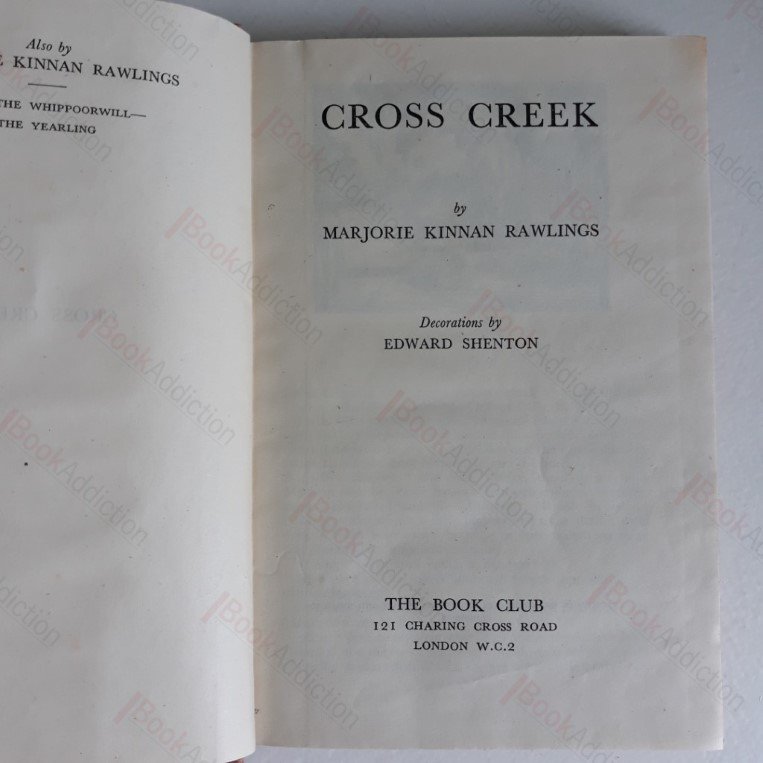 Also by
KINNAN RAWLINGS
THE WHIPPOORWILL—
THE YEARLING
CROSS CREEK
by
MARJORIE KINNAN RAWLINGS
Decorations by
EDWARD SHENTON
THE BOOK CLUB
121 CHARING CROSS ROAD
LONDON W.C.2
BookAddiction